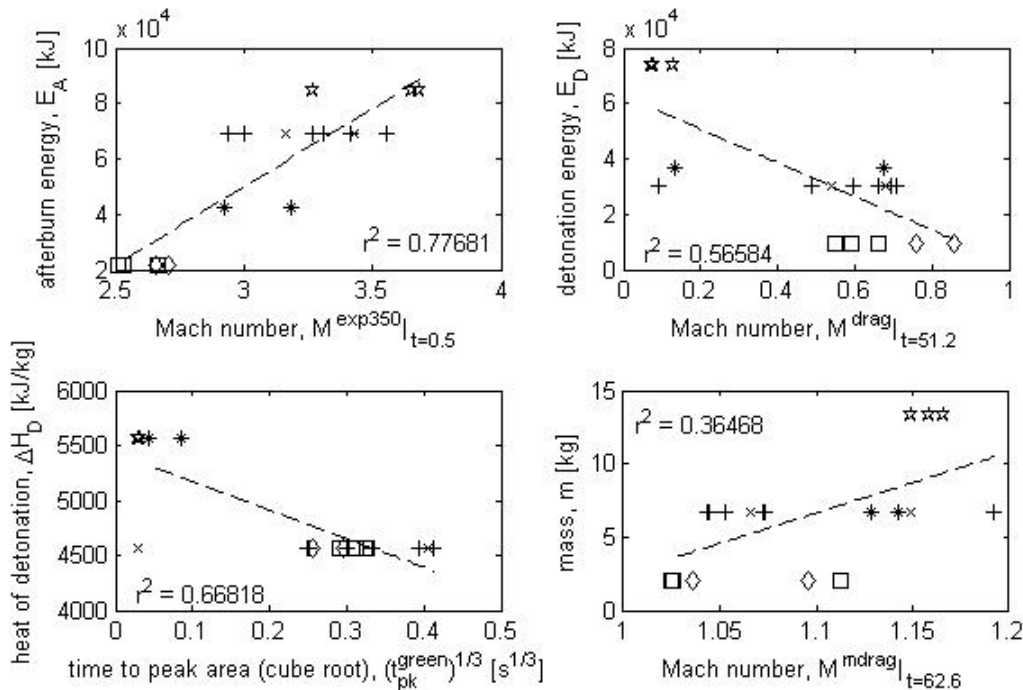 x 10^4
10
8
6
4
2
afterburn energy, E_A [kJ]
r^2 = 0.77681
2.5 3 3.5 4
Mach number, M^exp350|_t=0.5
x 10^4
8
6
4
2
0
detonation energy, E_D [kJ]
r^2 = 0.56584
0 0.2 0.4 0.6 0.8 1
Mach number, M^drag|_t=51.2
6000
5500
5000
4500
4000
heat of detonation, ΔH_D [kJ/kg]
r^2 = 0.66818
0 0.1 0.2 0.3 0.4 0.5
time to peak area (cube root), (t_pk^green)^1/3 [s^1/3]
15
10
5
0
mass, m [kg]
r^2 = 0.36468
1 1.05 1.1 1.15 1.2
Mach number, M^mdrag|_t=62.6